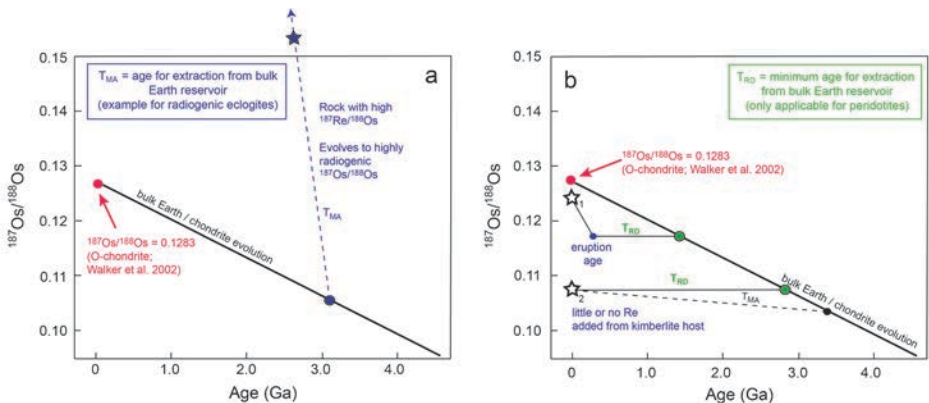 a
T_MA = age for extraction from bulk
Earth reservoir
(example for radiogenic eclogites)
Rock with high
¹⁸⁷Re/¹⁸⁸Os
Evolves to highly
radiogenic
¹⁸⁷Os/¹⁸⁸Os
T_MA
bulk Earth / chondrite evolution
¹⁸⁷Os/¹⁸⁸Os = 0.1283
(O-chondrite;
Walker et al. 2002)
¹⁸⁷Os/¹⁸⁸Os
0.15
0.14
0.13
0.12
0.11
0.10
0
1.0
2.0
3.0
4.0
Age (Ga)
b
T_RD = minimum age for extraction
from bulk Earth reservoir
(only applicable for peridotites)
¹⁸⁷Os/¹⁸⁸Os = 0.1283
(O-chondrite; Walker et al. 2002)
1
T_RD
eruption
age
T_RD
2
T_MA
bulk Earth / chondrite evolution
little or no Re
added from kimberlite host
¹⁸⁷Os/¹⁸⁸Os
0.15
0.14
0.13
0.12
0.11
0.10
0
1.0
2.0
3.0
4.0
Age (Ga)